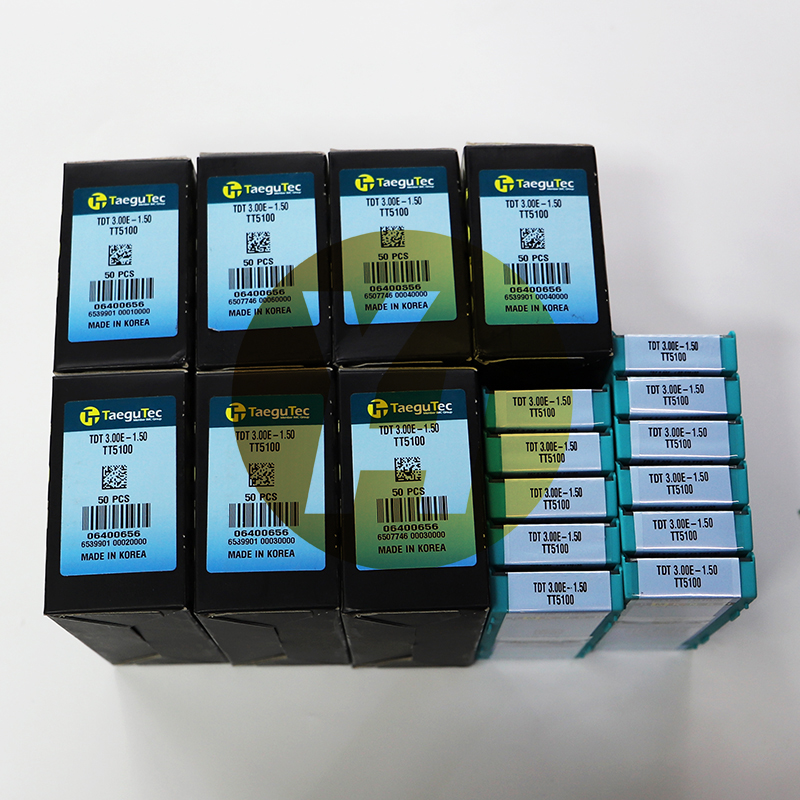 TaeguTec
TDT 3.00E-1.50
TT5100
50 PCS
06400656
6539901 00010000
MADE IN KOREA
TaeguTec
TDT 3.00E-1.50
TT5100
50 PCS
06400656
6507746 00060000
MADE IN KOREA
TaeguTec
TDT 3.00E-1.50
TT5100
50 PCS
06400656
6507746 00040000
MADE IN KOREA
TaeguTec
TDT 3.00E-1.50
TT5100
50 PCS
06400656
6539901 00040000
MADE IN KOREA
TaeguTec
TDT 3.00E-1.50
TT5100
50 PCS
06400656
6539901 00020000
MADE IN KOREA
TaeguTec
TDT 3.00E-1.50
TT5100
50 PCS
06400656
6539901 00030000
MADE IN KOREA
TaeguTec
TDT 3.00E-1.50
TT5100
50 PCS
06400656
6507746 00030000
MADE IN KOREA
TDT 3.00E-1.50
TT5100
TDT 3.00E-1.50
TT5100
TDT 3.00E-1.50
TT5100
TDT 3.00E-1.50
TT5100
TDT 3.00E-1.50
TT5100
TDT 3.00E-1.50
TT5100
TDT 3.00E-1.50
TT5100
TDT 3.00E-1.50
TT5100
TDT 3.00E-1.50
TT5100
TDT 3.00E-1.50
TT5100
TDT 3.00E-1.50
TT5100